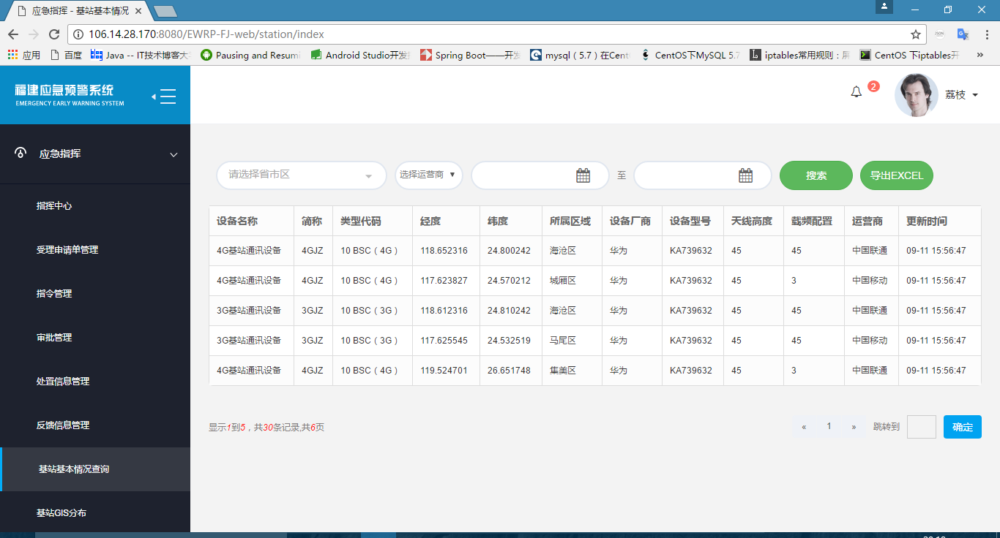 应急指挥 - 基站基本情况
106.14.28.170:8080/EWRP-FJ-web/station/index
应用 百度 Java -- IT技术博客大 Pausing and Resumi Android Studio开发 Spring Boot——开发 mysql（5.7）在Cent CentOS下MySQL 5.7 iptables常用规则：屏 CentOS 下iptables开 »
福建应急预警系统
EMERGENCY EARLY WARNING SYSTEM
2 荔枝
应急指挥
指挥中心
受理申请单管理
指令管理
审批管理
处置信息管理
反馈信息管理
基站基本情况查询
基站GIS分布
请选择省市区 选择运营商 至 搜索 导出EXCEL
设备名称 简称 类型代码 经度 纬度 所属区域 设备厂商 设备型号 天线高度 载频配置 运营商 更新时间
4G基站通讯设备 4GJZ 10 BSC（4G） 118.652316 24.800242 海沧区 华为 KA739632 45 45 中国联通 09-11 15:56:47
4G基站通讯设备 4GJZ 10 BSC（4G） 117.623827 24.570212 城厢区 华为 KA739632 45 3 中国移动 09-11 15:56:47
3G基站通讯设备 3GJZ 10 BSC（3G） 118.612316 24.810242 海沧区 华为 KA739632 45 45 中国联通 09-11 15:56:47
3G基站通讯设备 3GJZ 10 BSC（3G） 117.625545 24.532519 马尾区 华为 KA739632 45 45 中国移动 09-11 15:56:47
4G基站通讯设备 4GJZ 10 BSC（4G） 119.524701 26.651748 集美区 华为 KA739632 45 3 中国联通 09-11 15:56:47
显示1到5，共30条记录,共6页 « 1 » 跳转到 确定